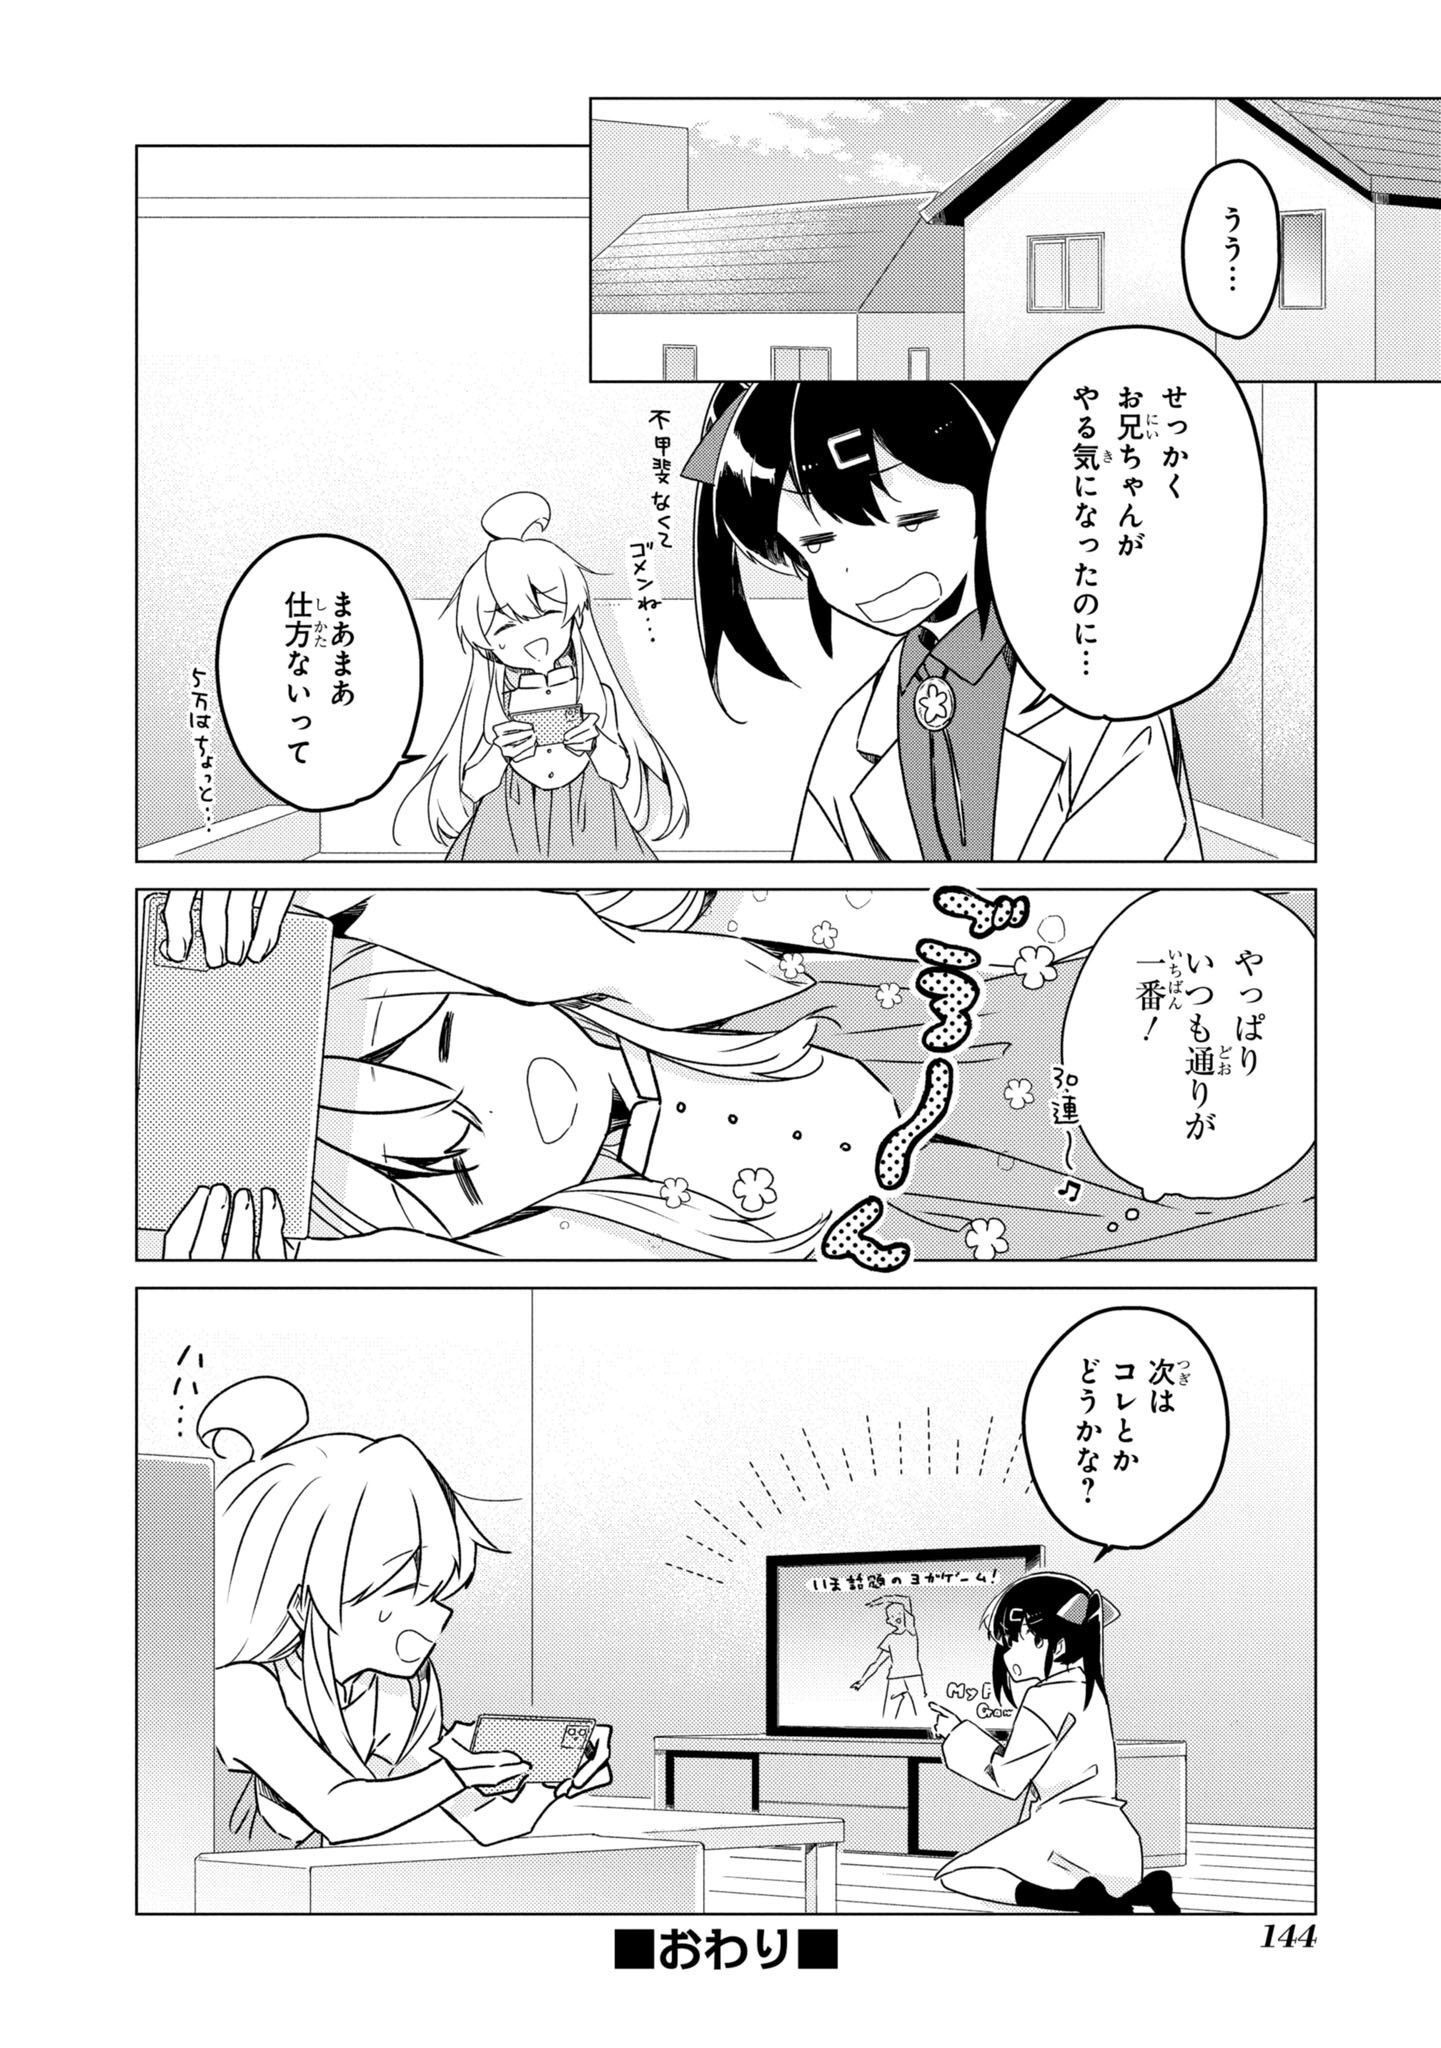 うう…
せっかく
お兄ちゃんが
やる気になったのに…
不甲斐なくて
ゴメンね…
まあまあ
仕方ないって
5万はちょっと…
やっぱり
いつも通りが
一番！
30連〜♪
次は
コレとか
どうかな？
いま話題のヨガゲーム！
ハハ…
■おわり■
144